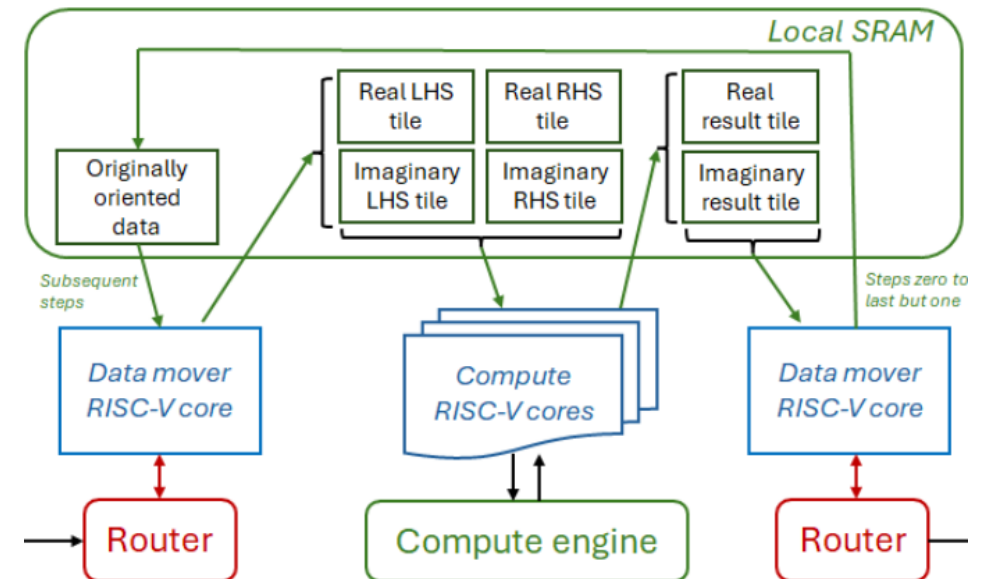 Local SRAM
Real LHS
tile
Real RHS
tile
Real
result tile
Originally
oriented
data
Imaginary
LHS tile
Imaginary
RHS tile
Imaginary
result tile
Subsequent
steps
Steps zero to
last but one
Data mover
RISC-V core
Compute
RISC-V cores
Data mover
RISC-V core
Router
Compute engine
Router